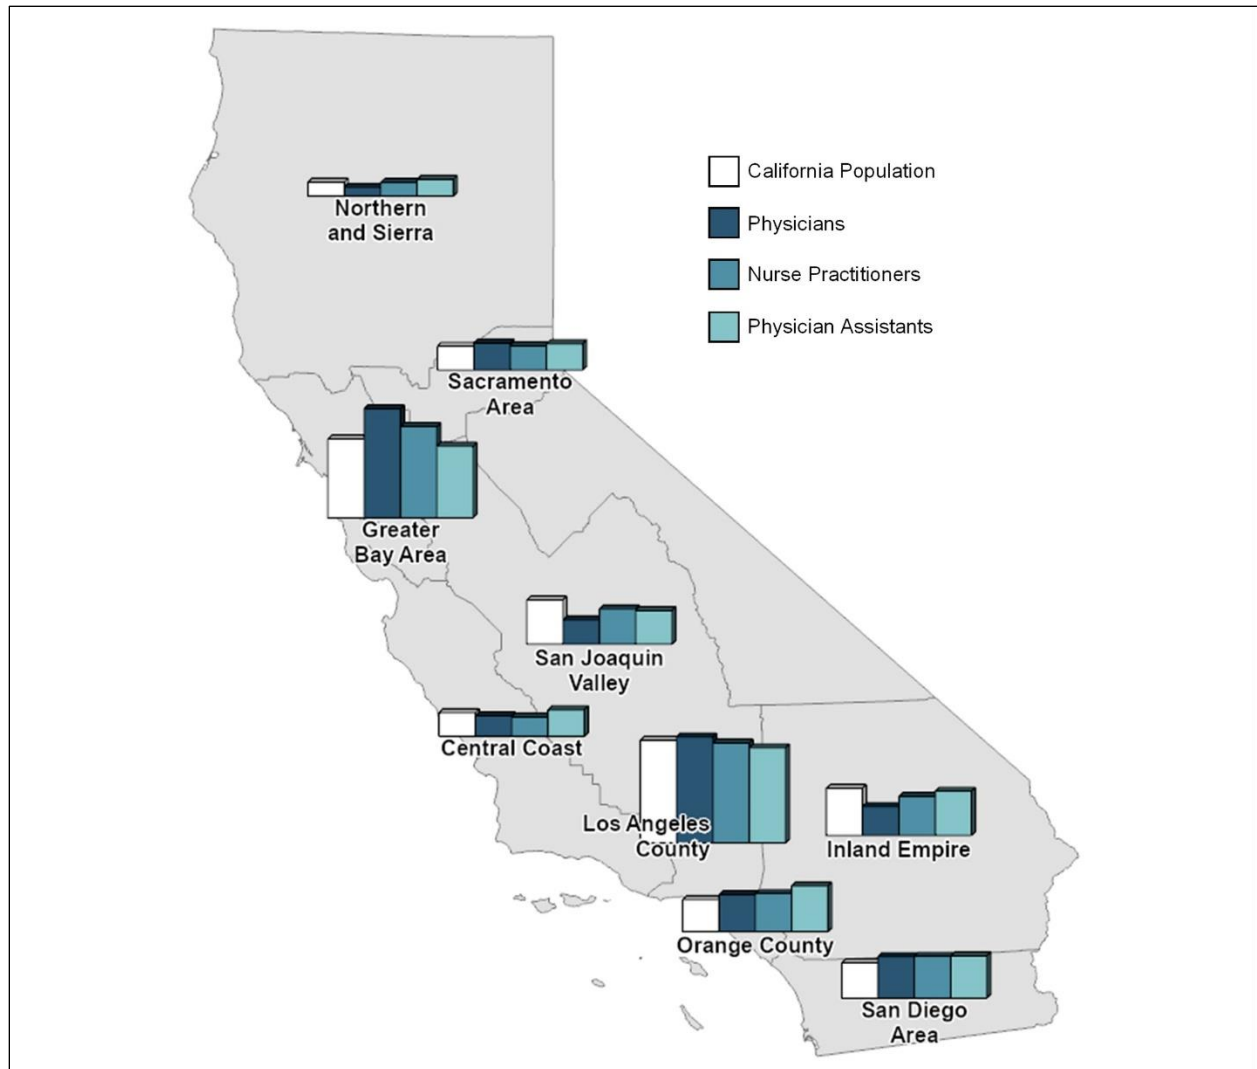 California Population
Physicians
Nurse Practitioners
Physician Assistants
Northern
and Sierra
Sacramento
Area
Greater
Bay Area
San Joaquin
Valley
Central Coast
Los Angeles
County
Inland Empire
Orange County
San Diego
Area